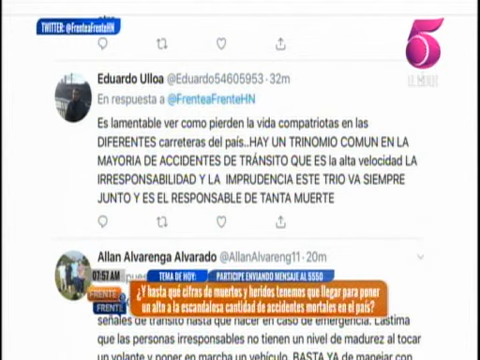 TWITTER: @FrenteaFrenteHN
5
Eduardo Ulloa @Eduardo54605953 · 32m
En respuesta a @FrenteaFrenteHN
Es lamentable ver como pierden la vida compatriotas en las
DIFERENTES carreteras del país..HAY UN TRINOMIO COMUN EN LA
MAYORIA DE ACCIDENTES DE TRÁNSITO QUE ES la alta velocidad LA
IRRESPONSABILIDAD Y LA IMPRUDENCIA ESTE TRIO VA SIEMPRE
JUNTO Y ES EL RESPONSABLE DE TANTA MUERTE
Allan Alvarenga Alvarado @AllanAlvareng11 · 20m
07:57 AM
TEMA DE HOY:
PARTICIPE ENVIANDO MENSAJE AL 5550
FRENTE
a
FRENTE
¿Y hasta qué cifras de muertos y heridos tenemos que llegar para poner
un alto a la escandalosa cantidad de accidentes mortales en el país?
señales de tránsito hasta que hacer en caso de emergencia. Lástima
que las personas irresponsables no tienen un nivel de madurez al tocar
un volante y poner en marcha un vehículo. BASTA YA de manejar con